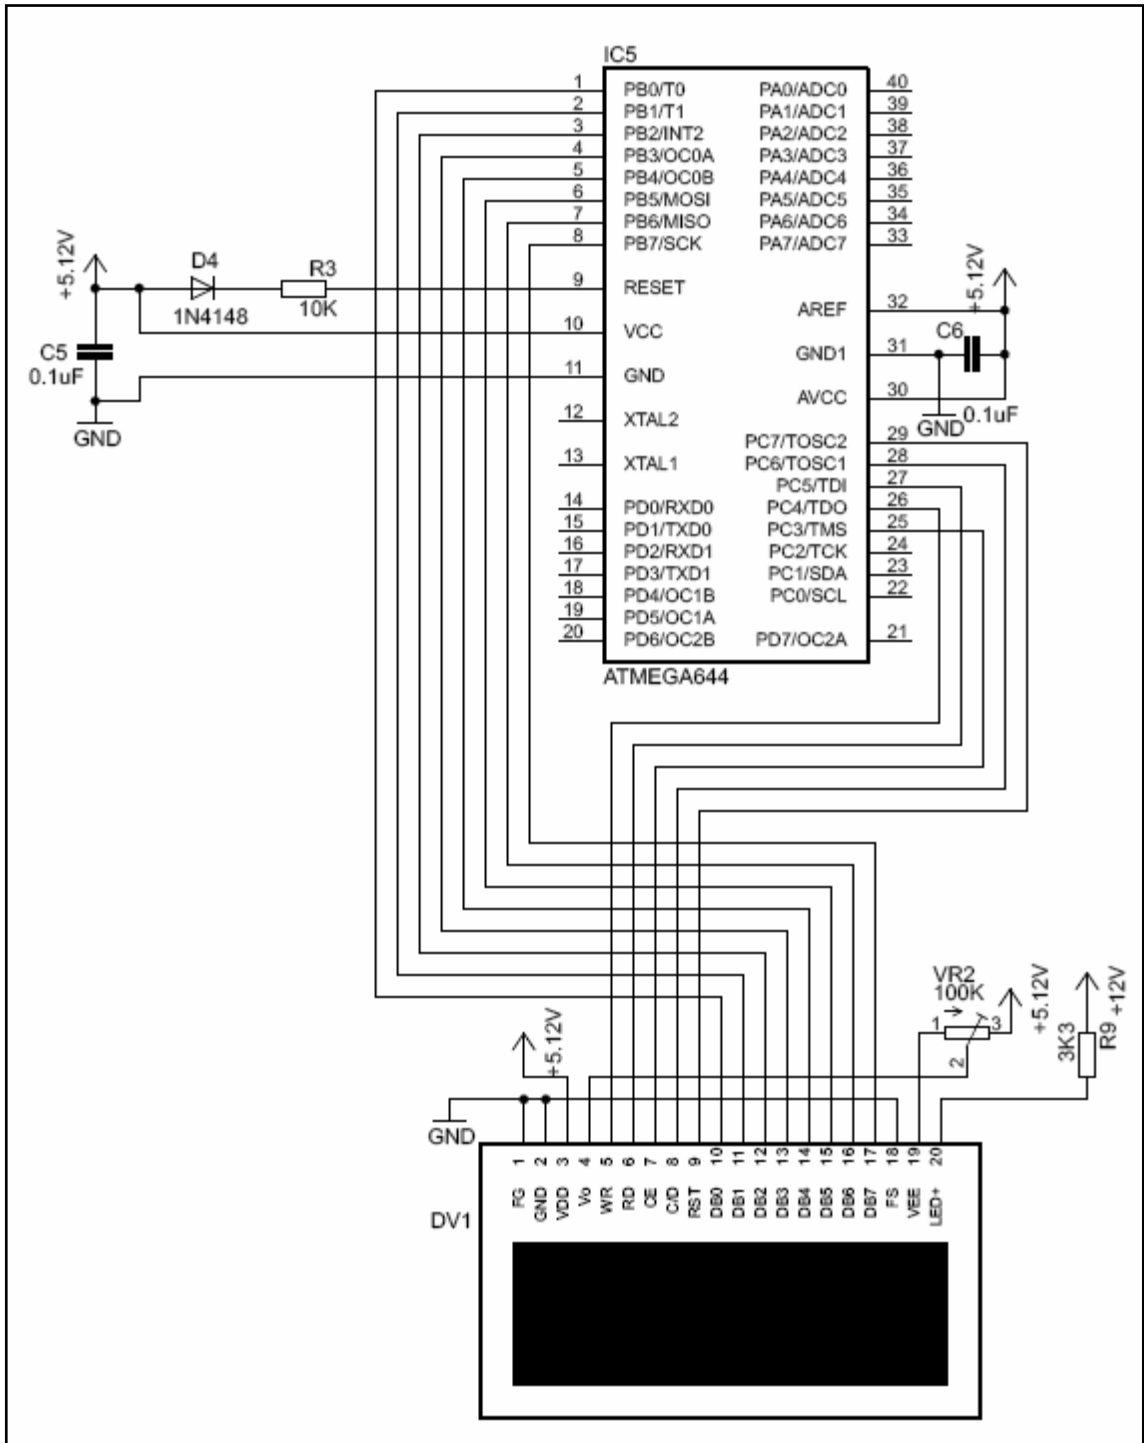 IC5
1 PB0/T0 PA0/ADC0 40
2 PB1/T1 PA1/ADC1 39
3 PB2/INT2 PA2/ADC2 38
4 PB3/OC0A PA3/ADC3 37
5 PB4/OC0B PA4/ADC4 36
6 PB5/MOSI PA5/ADC5 35
7 PB6/MISO PA6/ADC6 34
8 PB7/SCK PA7/ADC7 33
+5.12V
D4
1N4148
R3
10K
9 RESET
+5.12V
AREF 32
10 VCC
C6
GND1 31
C5
0.1uF
11 GND
AVCC 30
0.1uF
GND
GND
12 XTAL2
PC7/TOSC2 29
13 XTAL1 PC6/TOSC1 28
PC5/TDI 27
14 PD0/RXD0 PC4/TDO 26
15 PD1/TXD0 PC3/TMS 25
16 PD2/RXD1 PC2/TCK 24
17 PD3/TXD1 PC1/SDA 23
18 PD4/OC1B PC0/SCL 22
19 PD5/OC1A
20 PD6/OC2B PD7/OC2A 21
ATMEGA644
VR2
100K
1 3
2
+5.12V
+12V
3K3
R9
+5.12V
GND
1 2 3 4 5 6 7 8 9 10 11 12 13 14 15 16 17 18 19 20
FG GND VDD Vo WR RD CE C/D RST DB0 DB1 DB2 DB3 DB4 DB5 DB6 DB7 FS VEE LED+
DV1